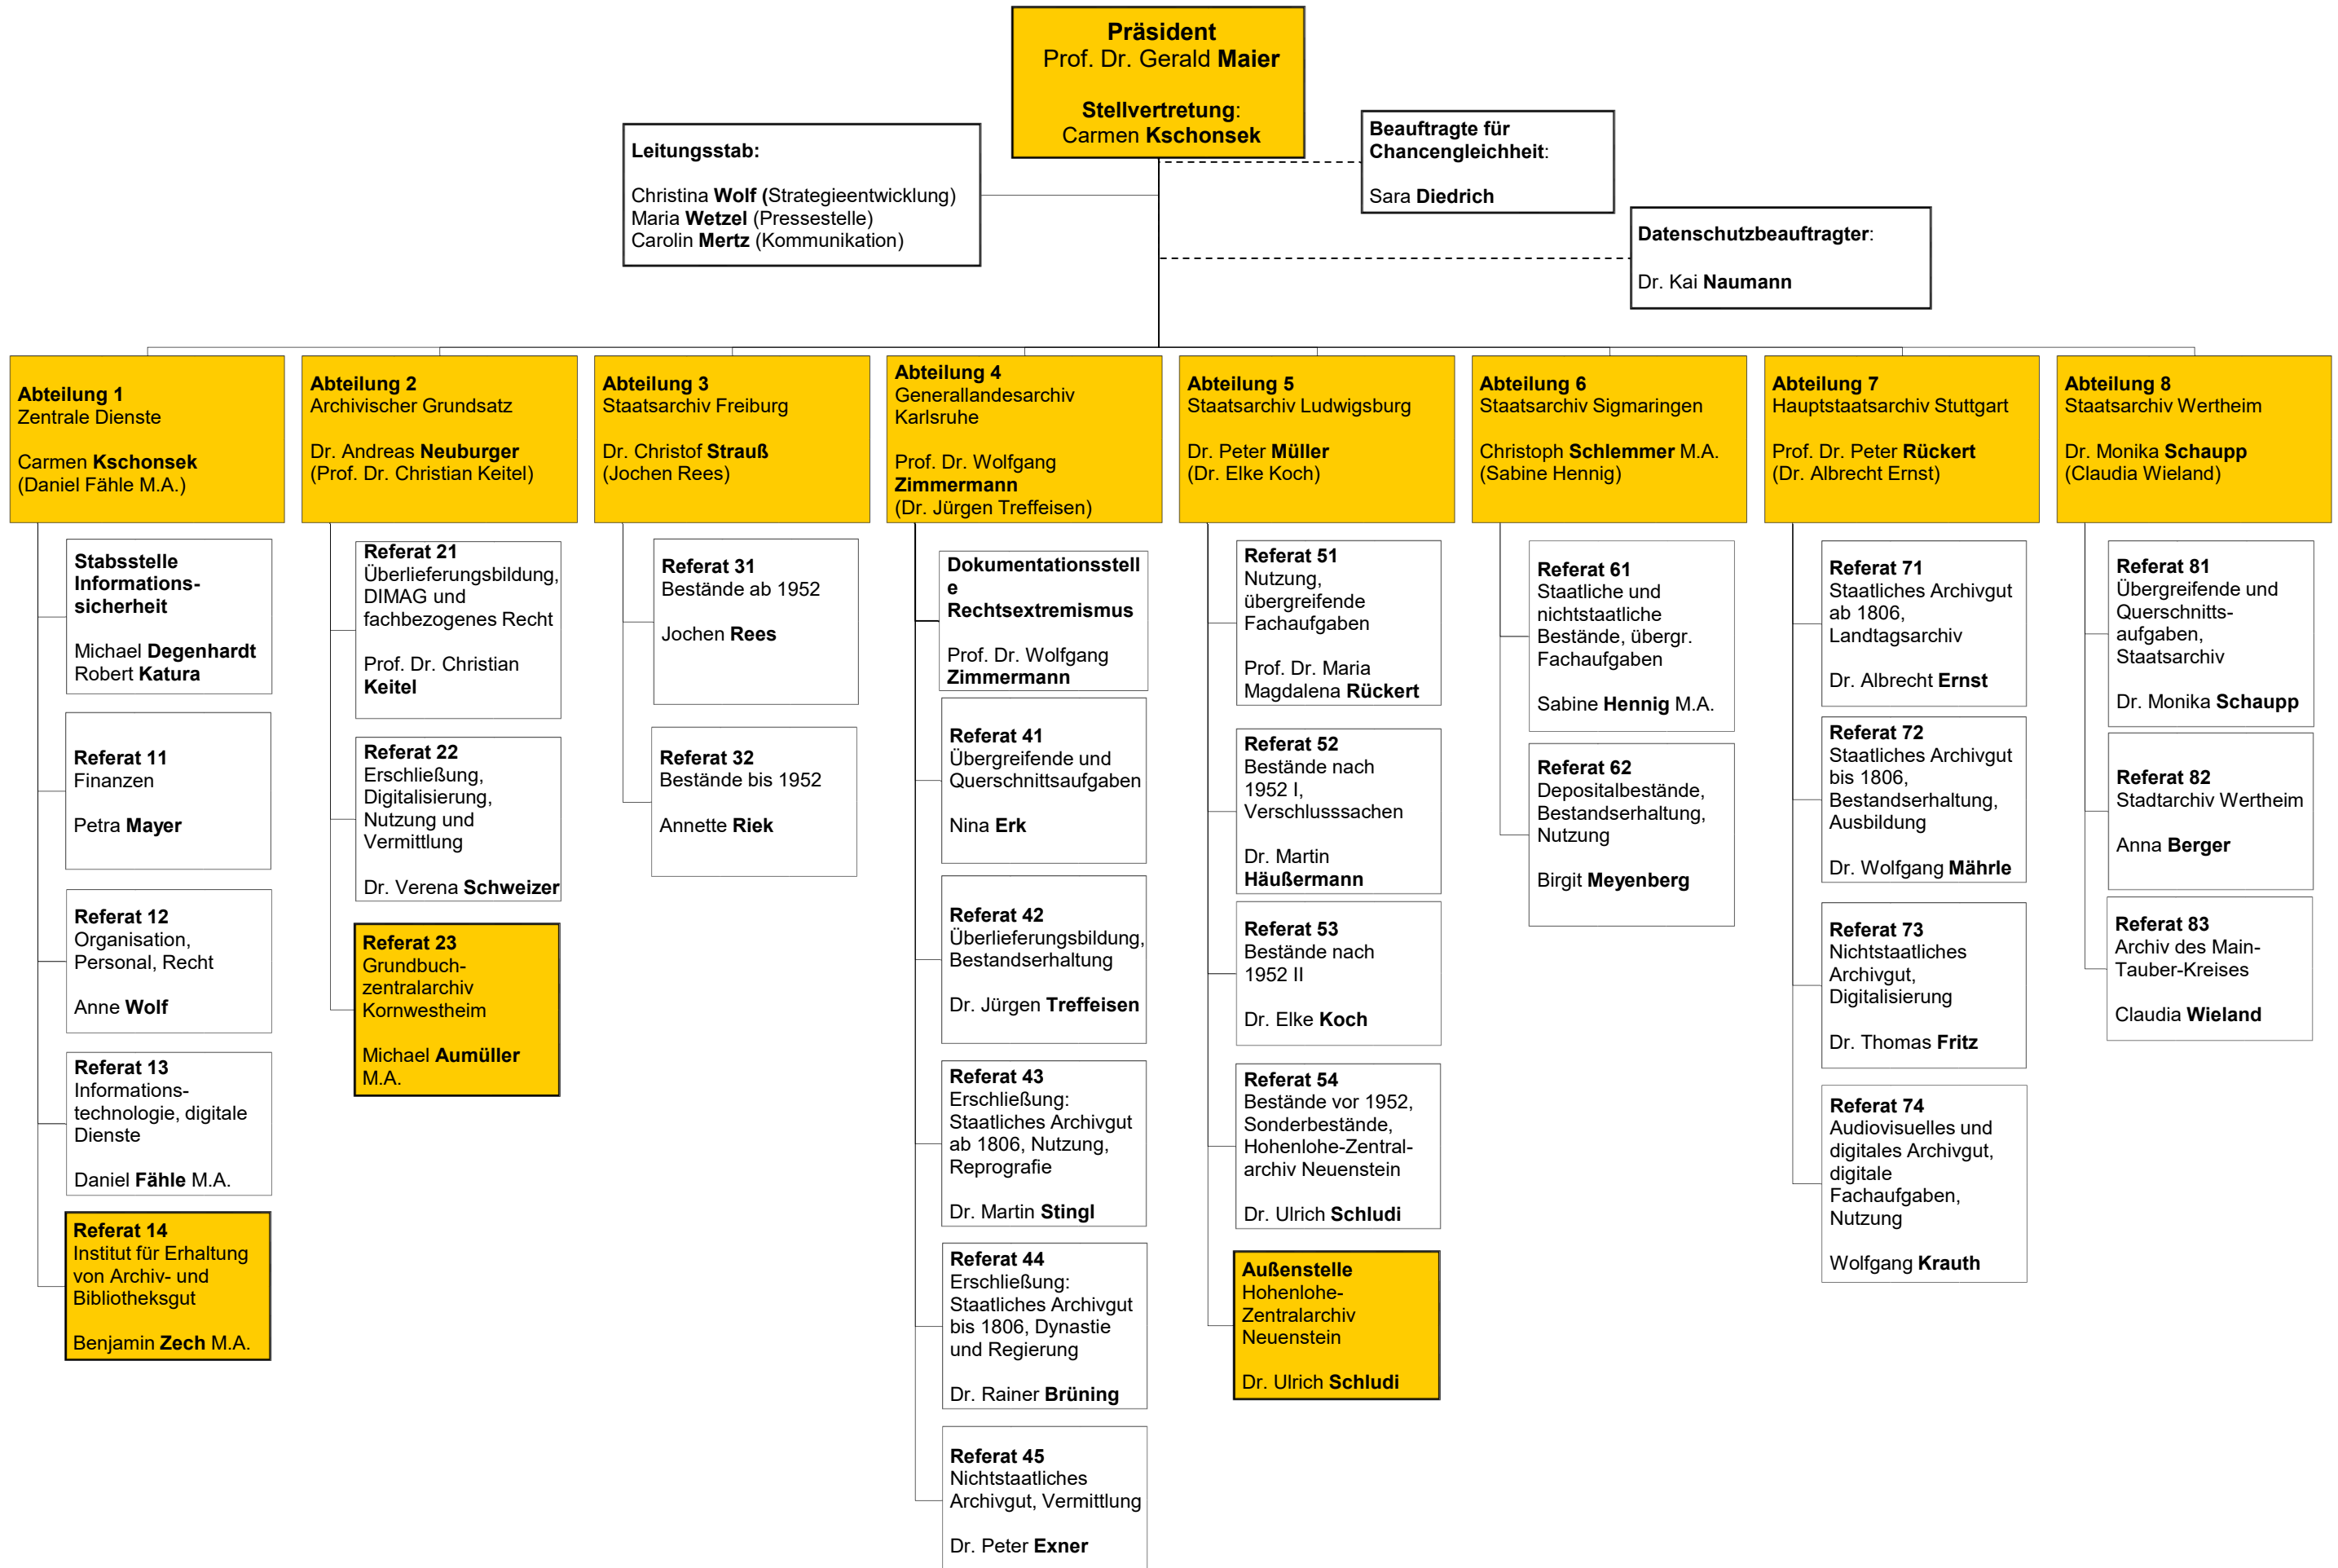 Präsident
Prof. Dr. Gerald Maier
Stellvertretung:
Carmen Kschonsek
Leitungsstab:
Christina Wolf (Strategieentwicklung)
Maria Wetzel (Pressestelle)
Carolin Mertz (Kommunikation)
Beauftragte für
Chancengleichheit:
Sara Diedrich
Datenschutzbeauftragter:
Dr. Kai Naumann
Abteilung 1
Zentrale Dienste
Carmen Kschonsek
(Daniel Fähle M.A.)
Stabsstelle
Informations-
sicherheit
Michael Degenhardt
Robert Katura
Referat 11
Finanzen
Petra Mayer
Referat 12
Organisation,
Personal, Recht
Anne Wolf
Referat 13
Informations-
technologie, digitale
Dienste
Daniel Fähle M.A.
Referat 14
Institut für Erhaltung
von Archiv- und
Bibliotheksgut
Benjamin Zech M.A.
Abteilung 2
Archivischer Grundsatz
Dr. Andreas Neuburger
(Prof. Dr. Christian Keitel)
Referat 21
Überlieferungsbildung,
DIMAG und
fachbezogenes Recht
Prof. Dr. Christian
Keitel
Referat 22
Erschließung,
Digitalisierung,
Nutzung und
Vermittlung
Dr. Verena Schweizer
Referat 23
Grundbuch-
zentralarchiv
Kornwestheim
Michael Aumüller
M.A.
Abteilung 3
Staatsarchiv Freiburg
Dr. Christof Strauß
(Jochen Rees)
Referat 31
Bestände ab 1952
Jochen Rees
Referat 32
Bestände bis 1952
Annette Riek
Abteilung 4
Generallandesarchiv
Karlsruhe
Prof. Dr. Wolfgang
Zimmermann
(Dr. Jürgen Treffeisen)
Dokumentationsstell
e
Rechtsextremismus
Prof. Dr. Wolfgang
Zimmermann
Referat 41
Übergreifende und
Querschnittsaufgaben
Nina Erk
Referat 42
Überlieferungsbildung,
Bestandserhaltung
Dr. Jürgen Treffeisen
Referat 43
Erschließung:
Staatliches Archivgut
ab 1806, Nutzung,
Reprografie
Dr. Martin Stingl
Referat 44
Erschließung:
Staatliches Archivgut
bis 1806, Dynastie
und Regierung
Dr. Rainer Brüning
Referat 45
Nichtstaatliches
Archivgut, Vermittlung
Dr. Peter Exner
Abteilung 5
Staatsarchiv Ludwigsburg
Dr. Peter Müller
(Dr. Elke Koch)
Referat 51
Nutzung,
übergreifende
Fachaufgaben
Prof. Dr. Maria
Magdalena Rückert
Referat 52
Bestände nach
1952 I,
Verschlusssachen
Dr. Martin
Häußermann
Referat 53
Bestände nach
1952 II
Dr. Elke Koch
Referat 54
Bestände vor 1952,
Sonderbestände,
Hohenlohe-Zentral-
archiv Neuenstein
Dr. Ulrich Schludi
Außenstelle
Hohenlohe-
Zentralarchiv
Neuenstein
Dr. Ulrich Schludi
Abteilung 6
Staatsarchiv Sigmaringen
Christoph Schlemmer M.A.
(Sabine Hennig)
Referat 61
Staatliche und
nichtstaatliche
Bestände, übergr.
Fachaufgaben
Sabine Hennig M.A.
Referat 62
Depositalbestände,
Bestandserhaltung,
Nutzung
Birgit Meyenberg
Abteilung 7
Hauptstaatsarchiv Stuttgart
Prof. Dr. Peter Rückert
(Dr. Albrecht Ernst)
Referat 71
Staatliches Archivgut
ab 1806,
Landtagsarchiv
Dr. Albrecht Ernst
Referat 72
Staatliches Archivgut
bis 1806,
Bestandserhaltung,
Ausbildung
Dr. Wolfgang Mährle
Referat 73
Nichtstaatliches
Archivgut,
Digitalisierung
Dr. Thomas Fritz
Referat 74
Audiovisuelles und
digitales Archivgut,
digitale
Fachaufgaben,
Nutzung
Wolfgang Krauth
Abteilung 8
Staatsarchiv Wertheim
Dr. Monika Schaupp
(Claudia Wieland)
Referat 81
Übergreifende und
Querschnitts-
aufgaben,
Staatsarchiv
Dr. Monika Schaupp
Referat 82
Stadtarchiv Wertheim
Anna Berger
Referat 83
Archiv des Main-
Tauber-Kreises
Claudia Wieland